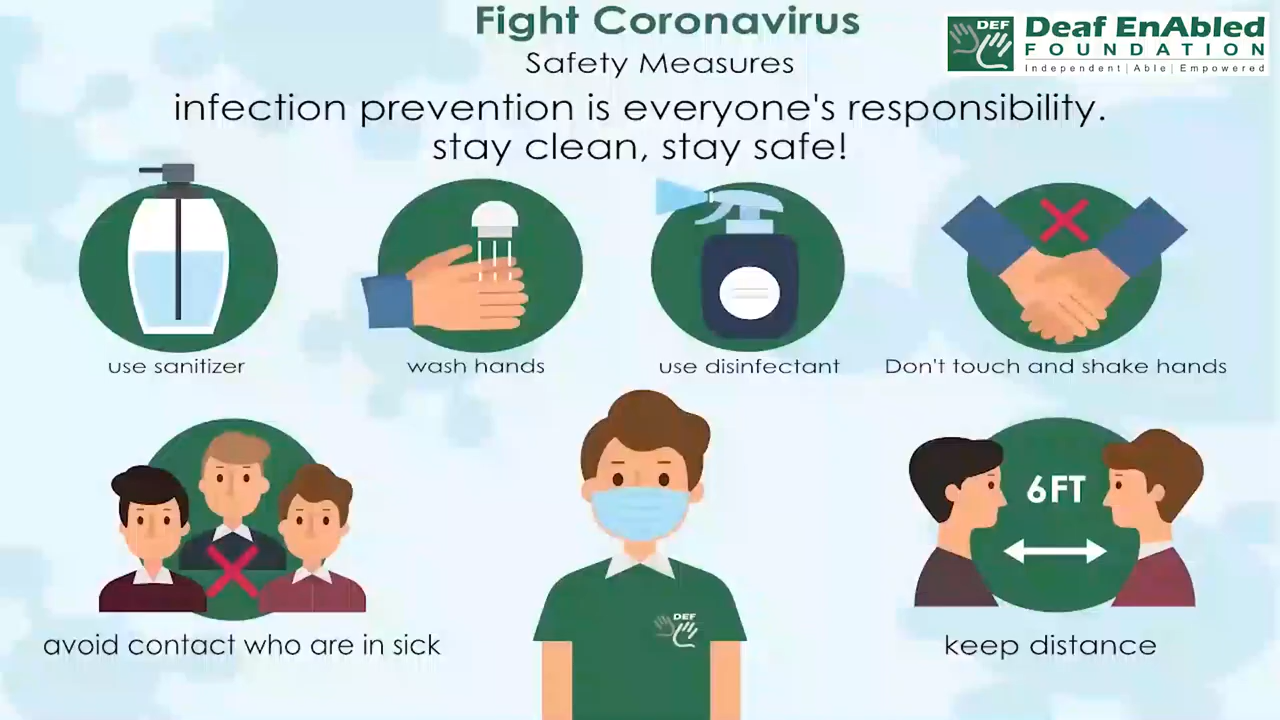 Fight Coronavirus
Safety Measures
DEF
Deaf EnAbled
FOUNDATION
Independent | Able | Empowered
infection prevention is everyone's responsibility.
stay clean, stay safe!
use sanitizer
wash hands
use disinfectant
Don't touch and shake hands
6FT
DEF
avoid contact who are in sick
keep distance